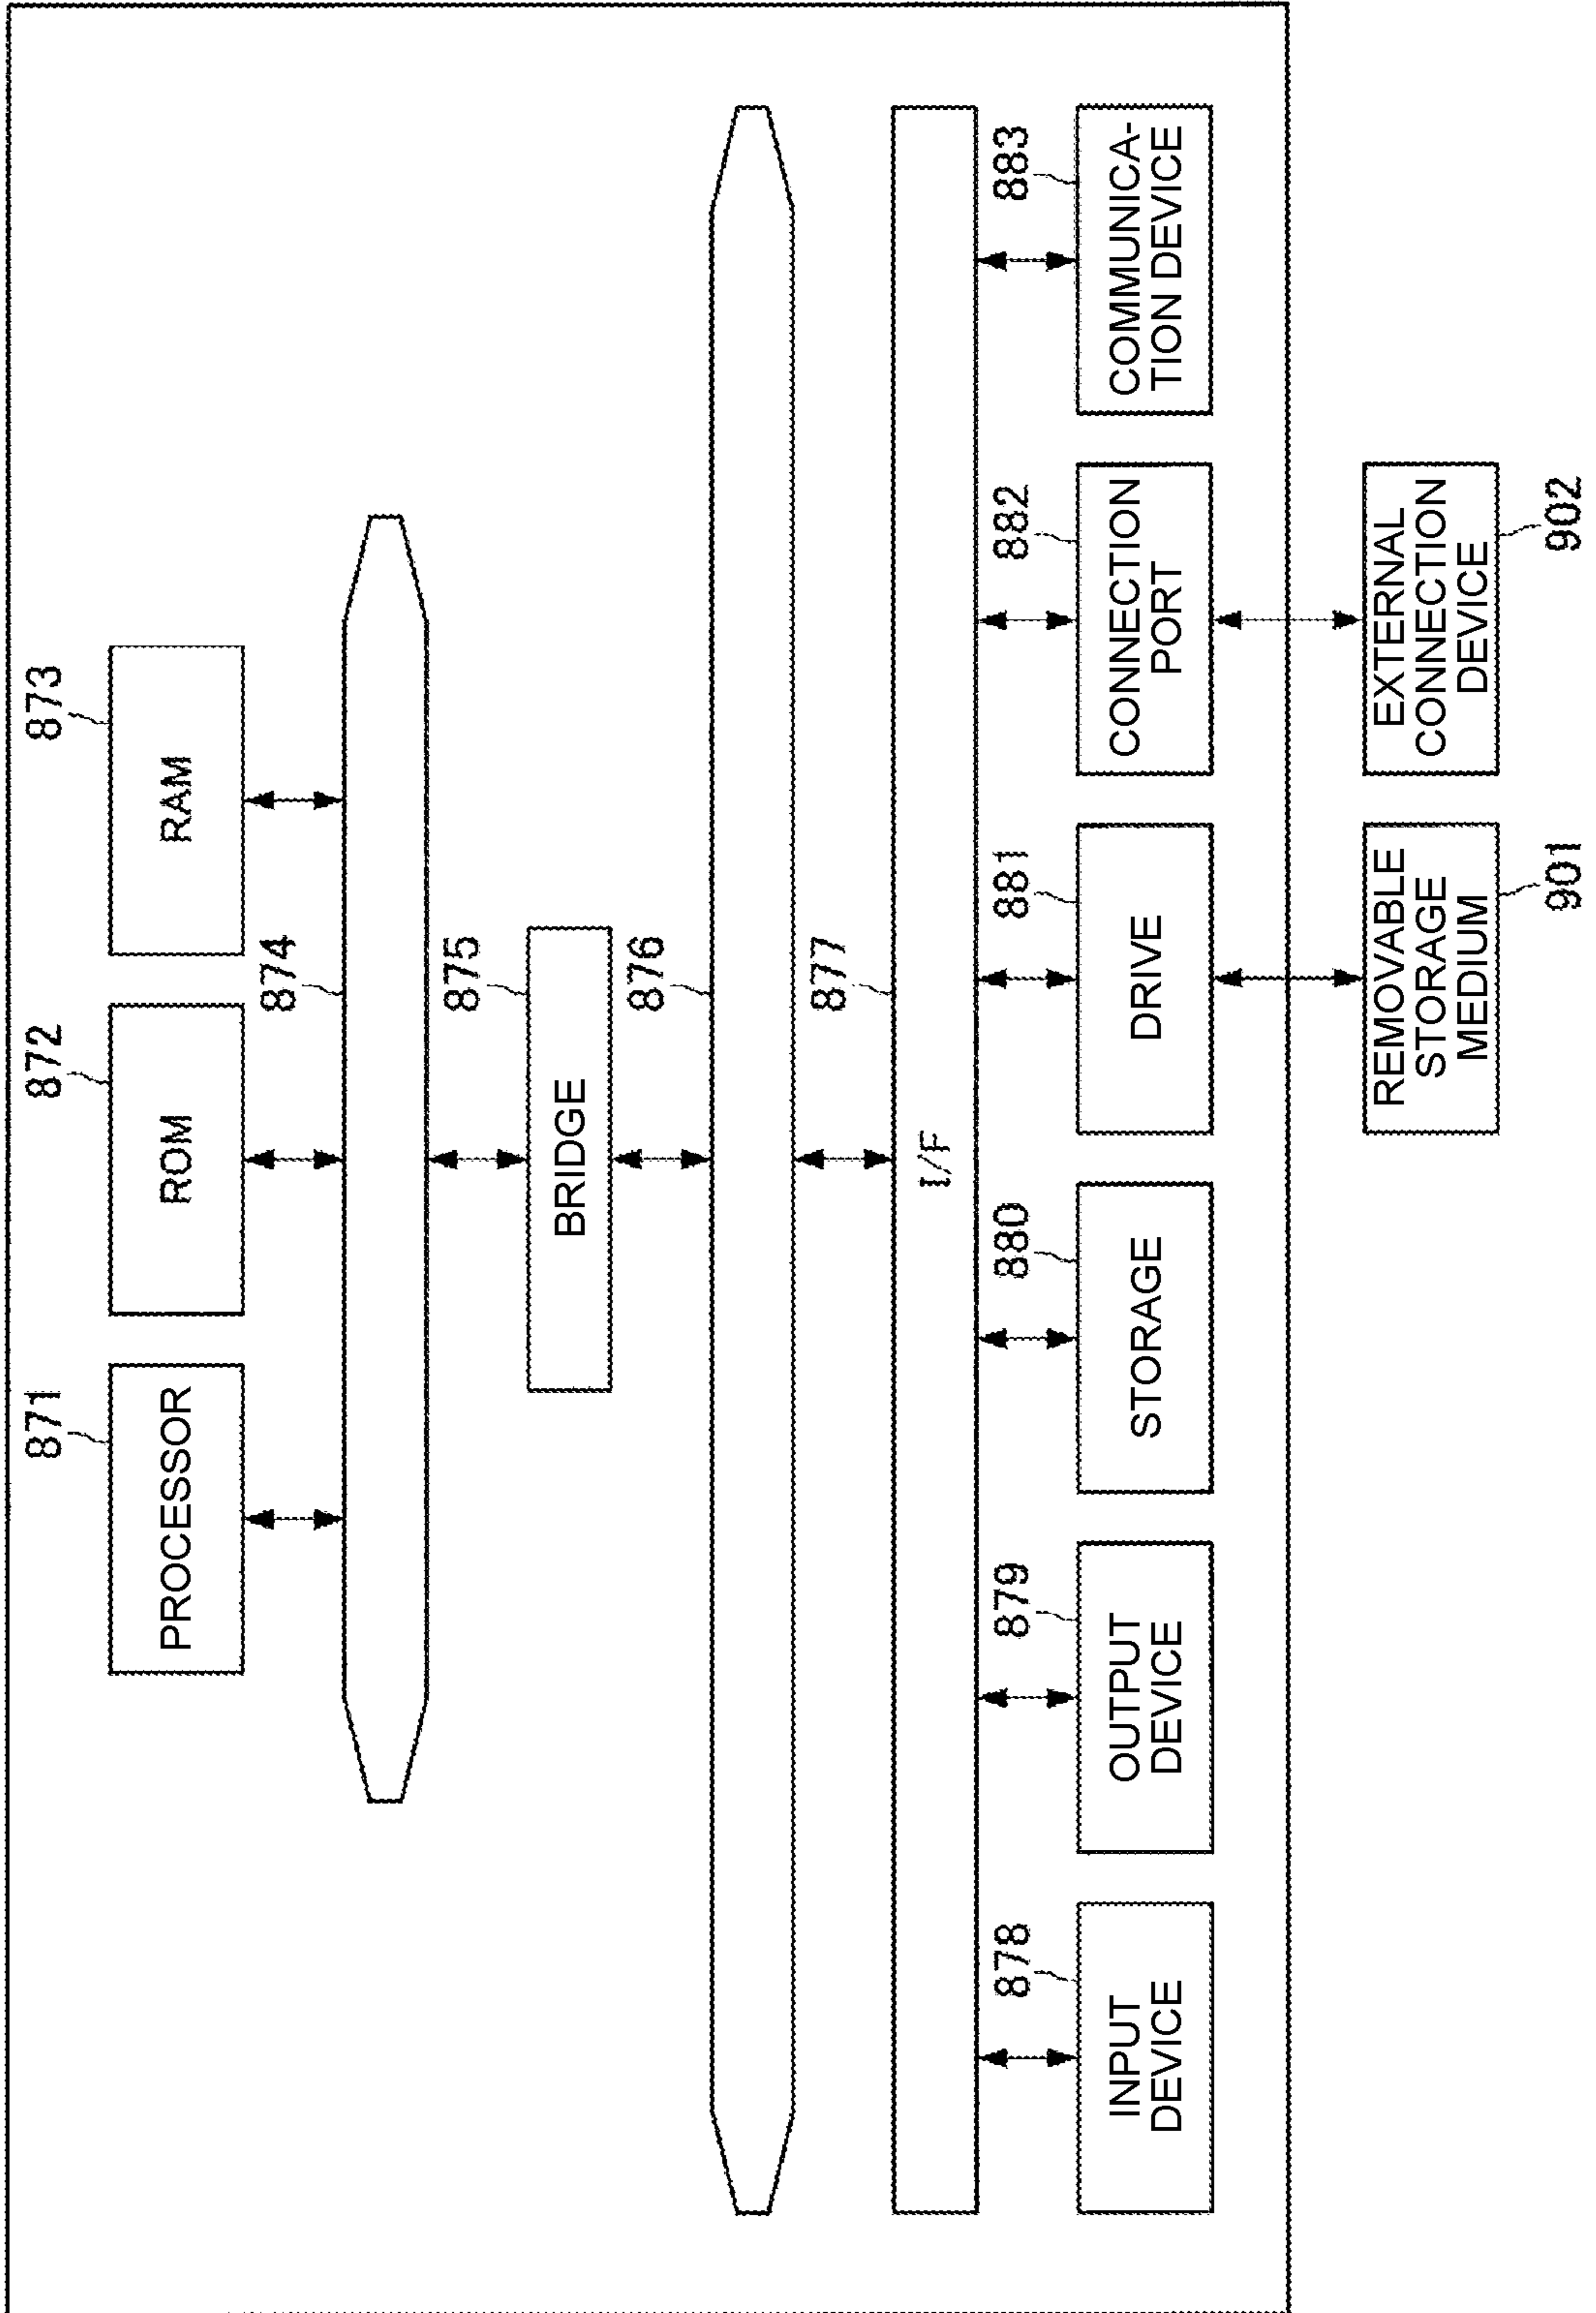 871
872
873
PROCESSOR
ROM
RAM
874
875
BRIDGE
876
877
I/F
878
879
880
881
882
883
INPUT
DEVICE
OUTPUT
DEVICE
STORAGE
DRIVE
CONNECTION
PORT
COMMUNICA-
TION DEVICE
REMOVABLE
STORAGE
MEDIUM
EXTERNAL
CONNECTION
DEVICE
901
902